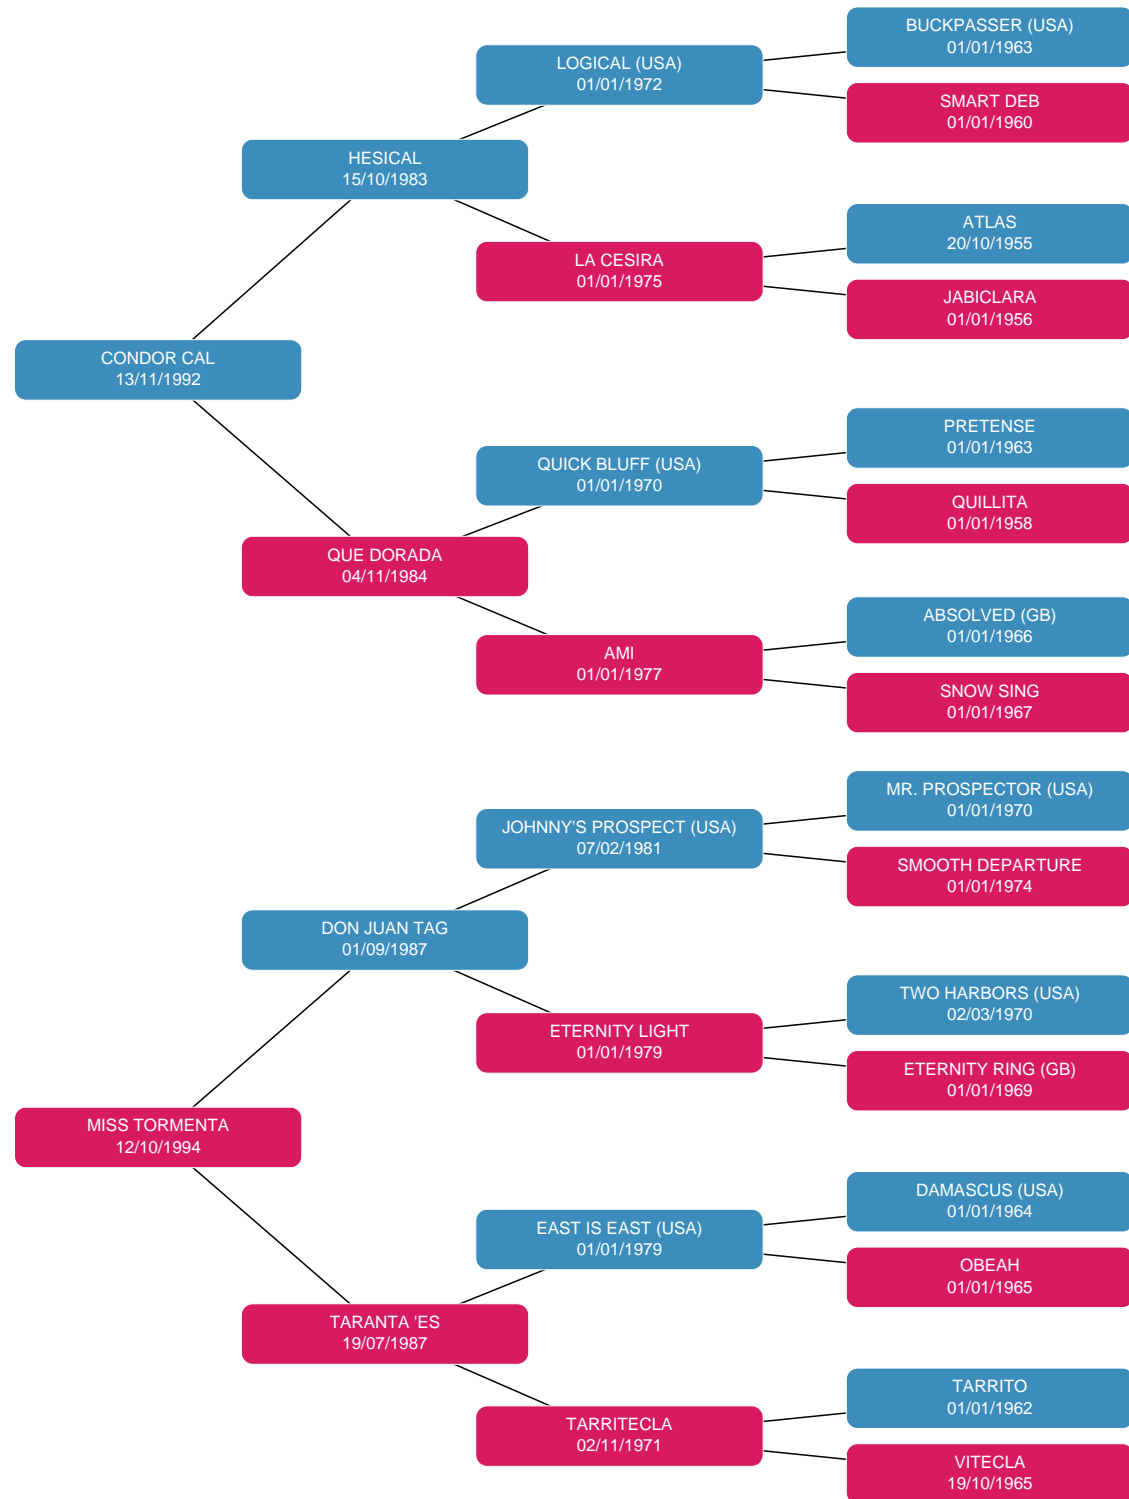 BUCKPASSER (USA)
01/01/1963
LOGICAL (USA)
01/01/1972
SMART DEB
01/01/1960
HESICAL
15/10/1983
ATLAS
20/10/1955
LA CESIRA
01/01/1975
JABICLARA
01/01/1956
CONDOR CAL
13/11/1992
PRETENSE
01/01/1963
QUICK BLUFF (USA)
01/01/1970
QUILLITA
01/01/1958
QUE DORADA
04/11/1984
ABSOLVED (GB)
01/01/1966
AMI
01/01/1977
SNOW SING
01/01/1967
MR. PROSPECTOR (USA)
01/01/1970
JOHNNY'S PROSPECT (USA)
07/02/1981
SMOOTH DEPARTURE
01/01/1974
DON JUAN TAG
01/09/1987
TWO HARBORS (USA)
02/03/1970
ETERNITY LIGHT
01/01/1979
ETERNITY RING (GB)
01/01/1969
MISS TORMENTA
12/10/1994
DAMASCUS (USA)
01/01/1964
EAST IS EAST (USA)
01/01/1979
OBEAH
01/01/1965
TARANTA 'ES
19/07/1987
TARRITO
01/01/1962
TARRITECLA
02/11/1971
VITECLA
19/10/1965